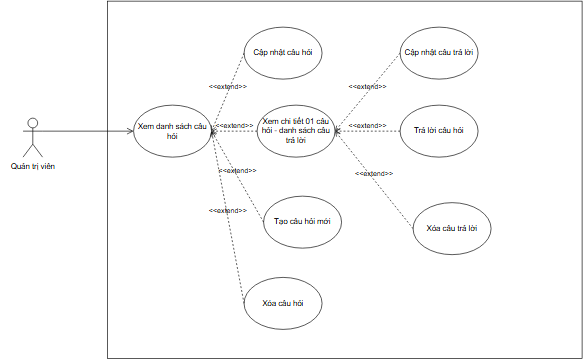 Cập nhật câu hỏi
Cập nhật câu trả lời
<<extend>>
<<extend>>
Xem danh sách câu
hỏi
<<extend>>
Xem chi tiết 01 câu
hỏi - danh sách câu
trả lời
<<extend>>
Trả lời câu hỏi
Quản trị viên
<<extend>>
<<extend>>
<<extend>>
Tạo câu hỏi mới
Xóa câu trả lời
Xóa câu hỏi